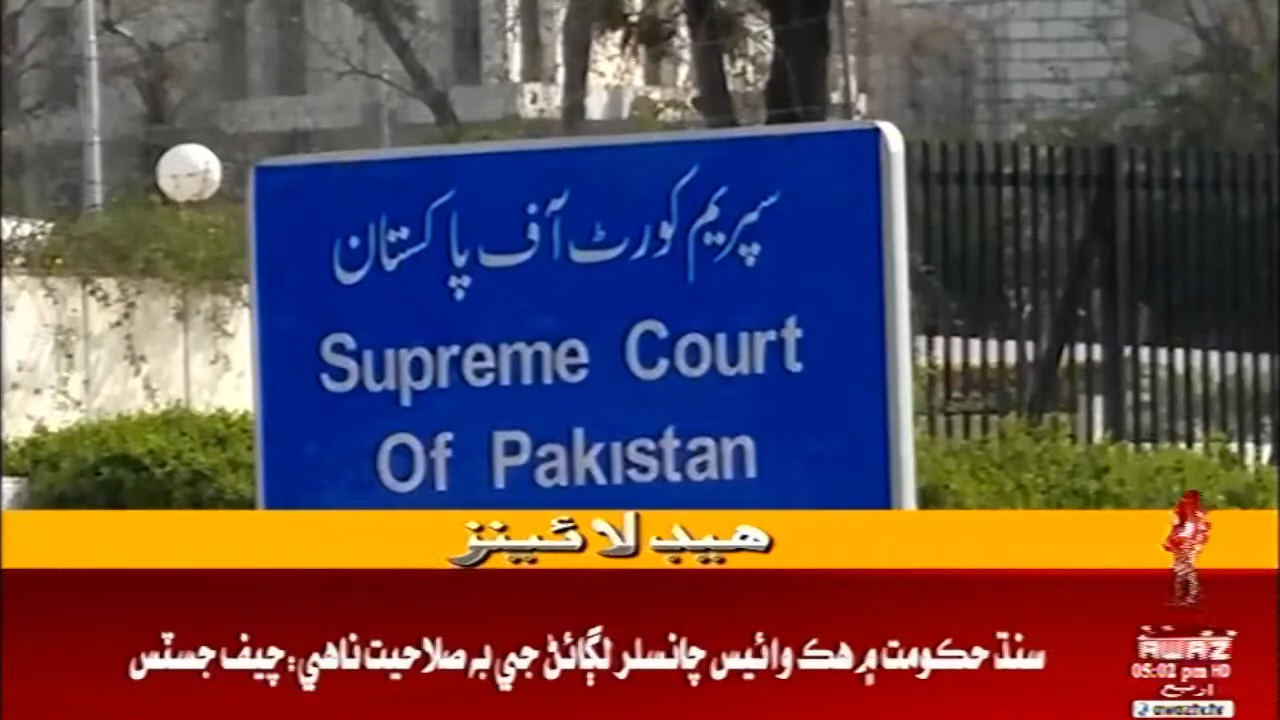 سپریم کورٹ آف پاکستان
Supreme Court
Of Pakistan
هيڊ لائينز
سنڌ حڪومت ۾ هڪ وائيس چانسلر لڳائڻ جي به صلاحيت ناهي: چيف جسٽس
AWAZ
05:02 pm HD
اربع